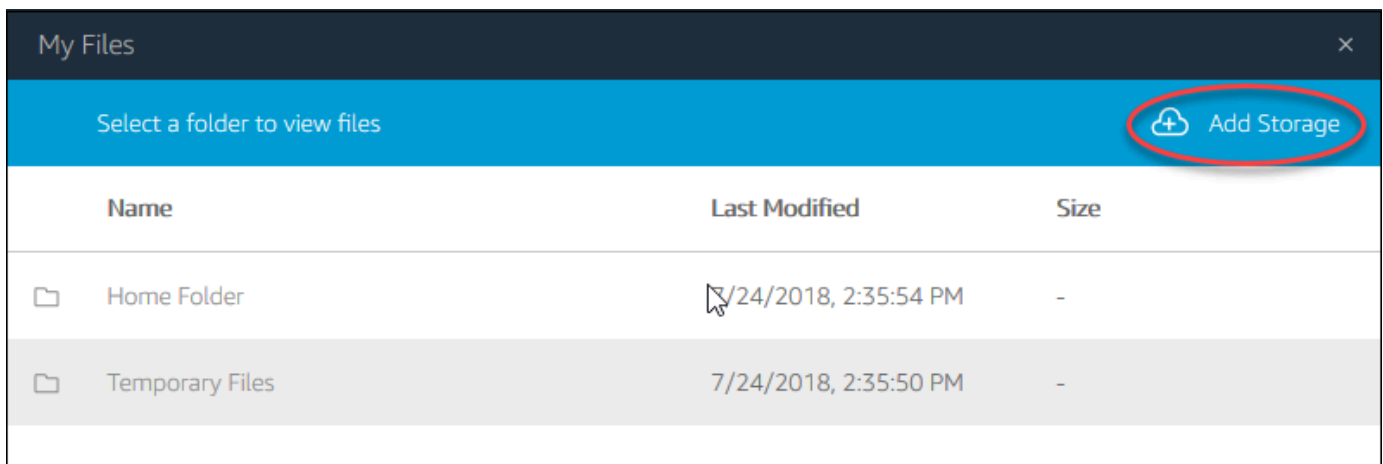 My Files ×
Select a folder to view files Add Storage
Name Last Modified Size
Home Folder 7/24/2018, 2:35:54 PM -
Temporary Files 7/24/2018, 2:35:50 PM -